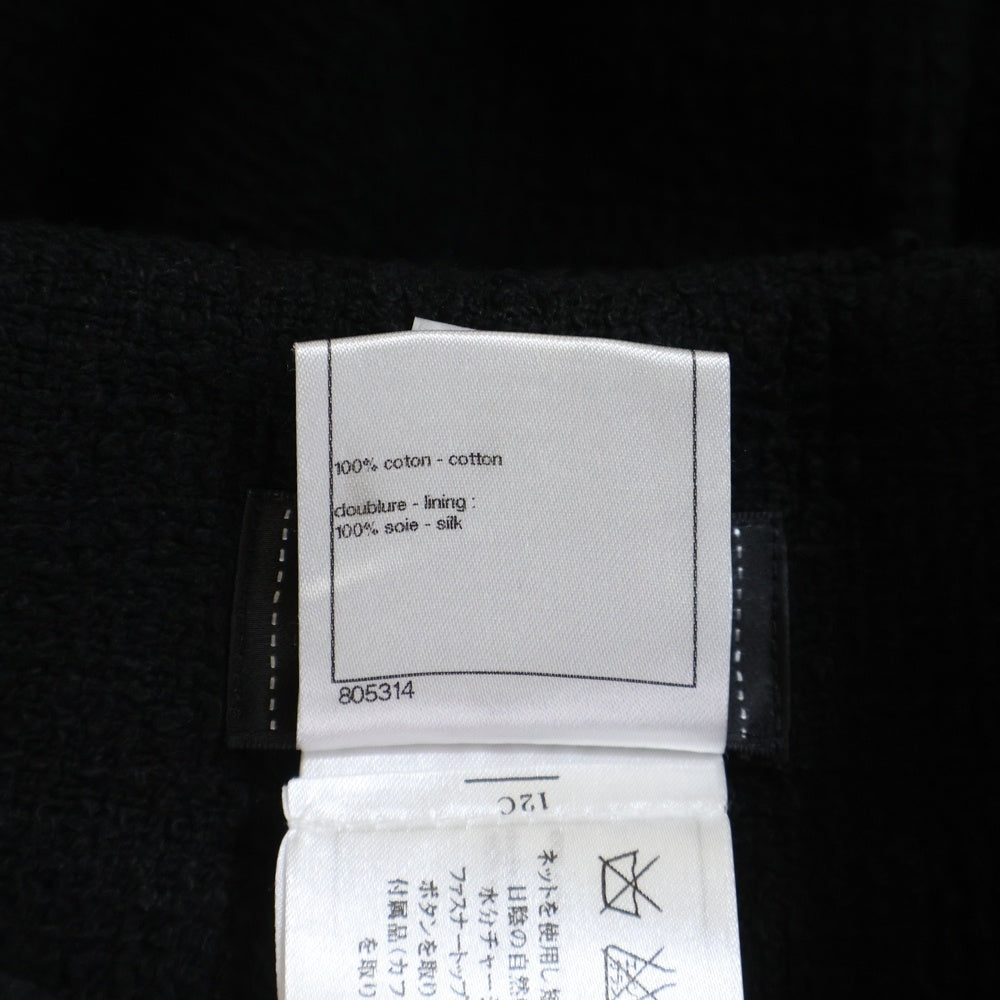 100% coton - cotton
doublure - lining :
100% soie - silk
805314
12C
ネットを使用し
日陰の自然
水分チャー
ファスナートップ
ボタンを取り
付属品(カフ
を取り